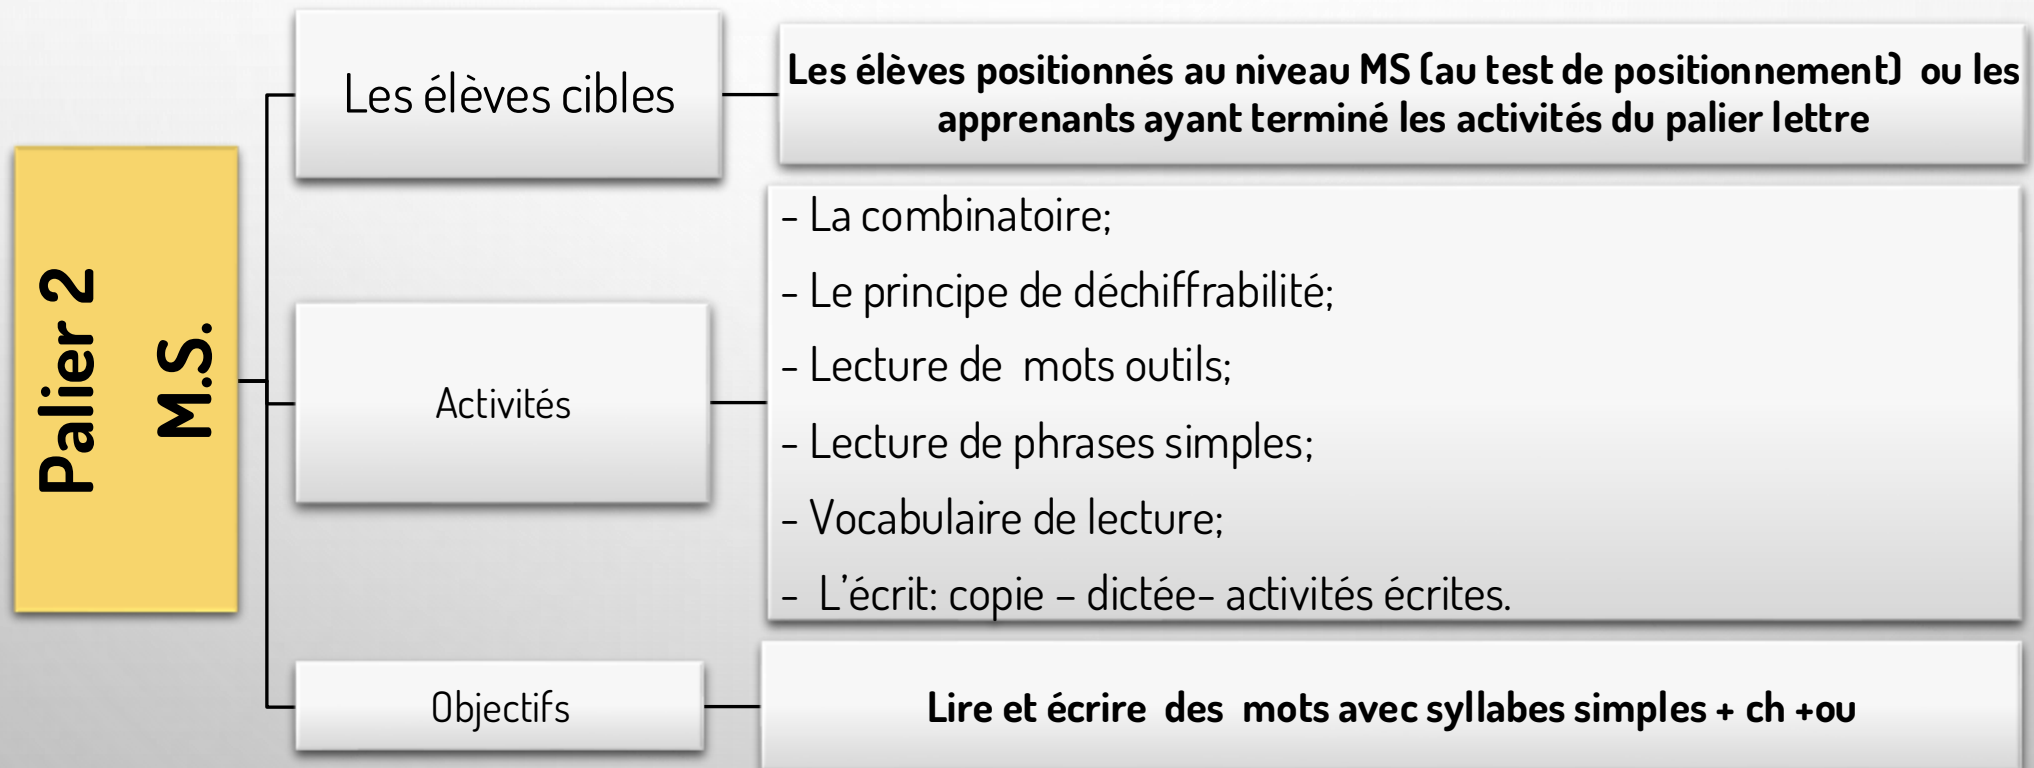 Palier 2
M.S.
Les élèves cibles
Les élèves positionnés au niveau MS (au test de positionnement) ou les
apprenants ayant terminé les activités du palier lettre
Activités
- La combinatoire;
- Le principe de déchiffrabilité;
- Lecture de mots outils;
- Lecture de phrases simples;
- Vocabulaire de lecture;
- L'écrit: copie – dictée- activités écrites.
Objectifs
Lire et écrire des mots avec syllabes simples + ch +ou